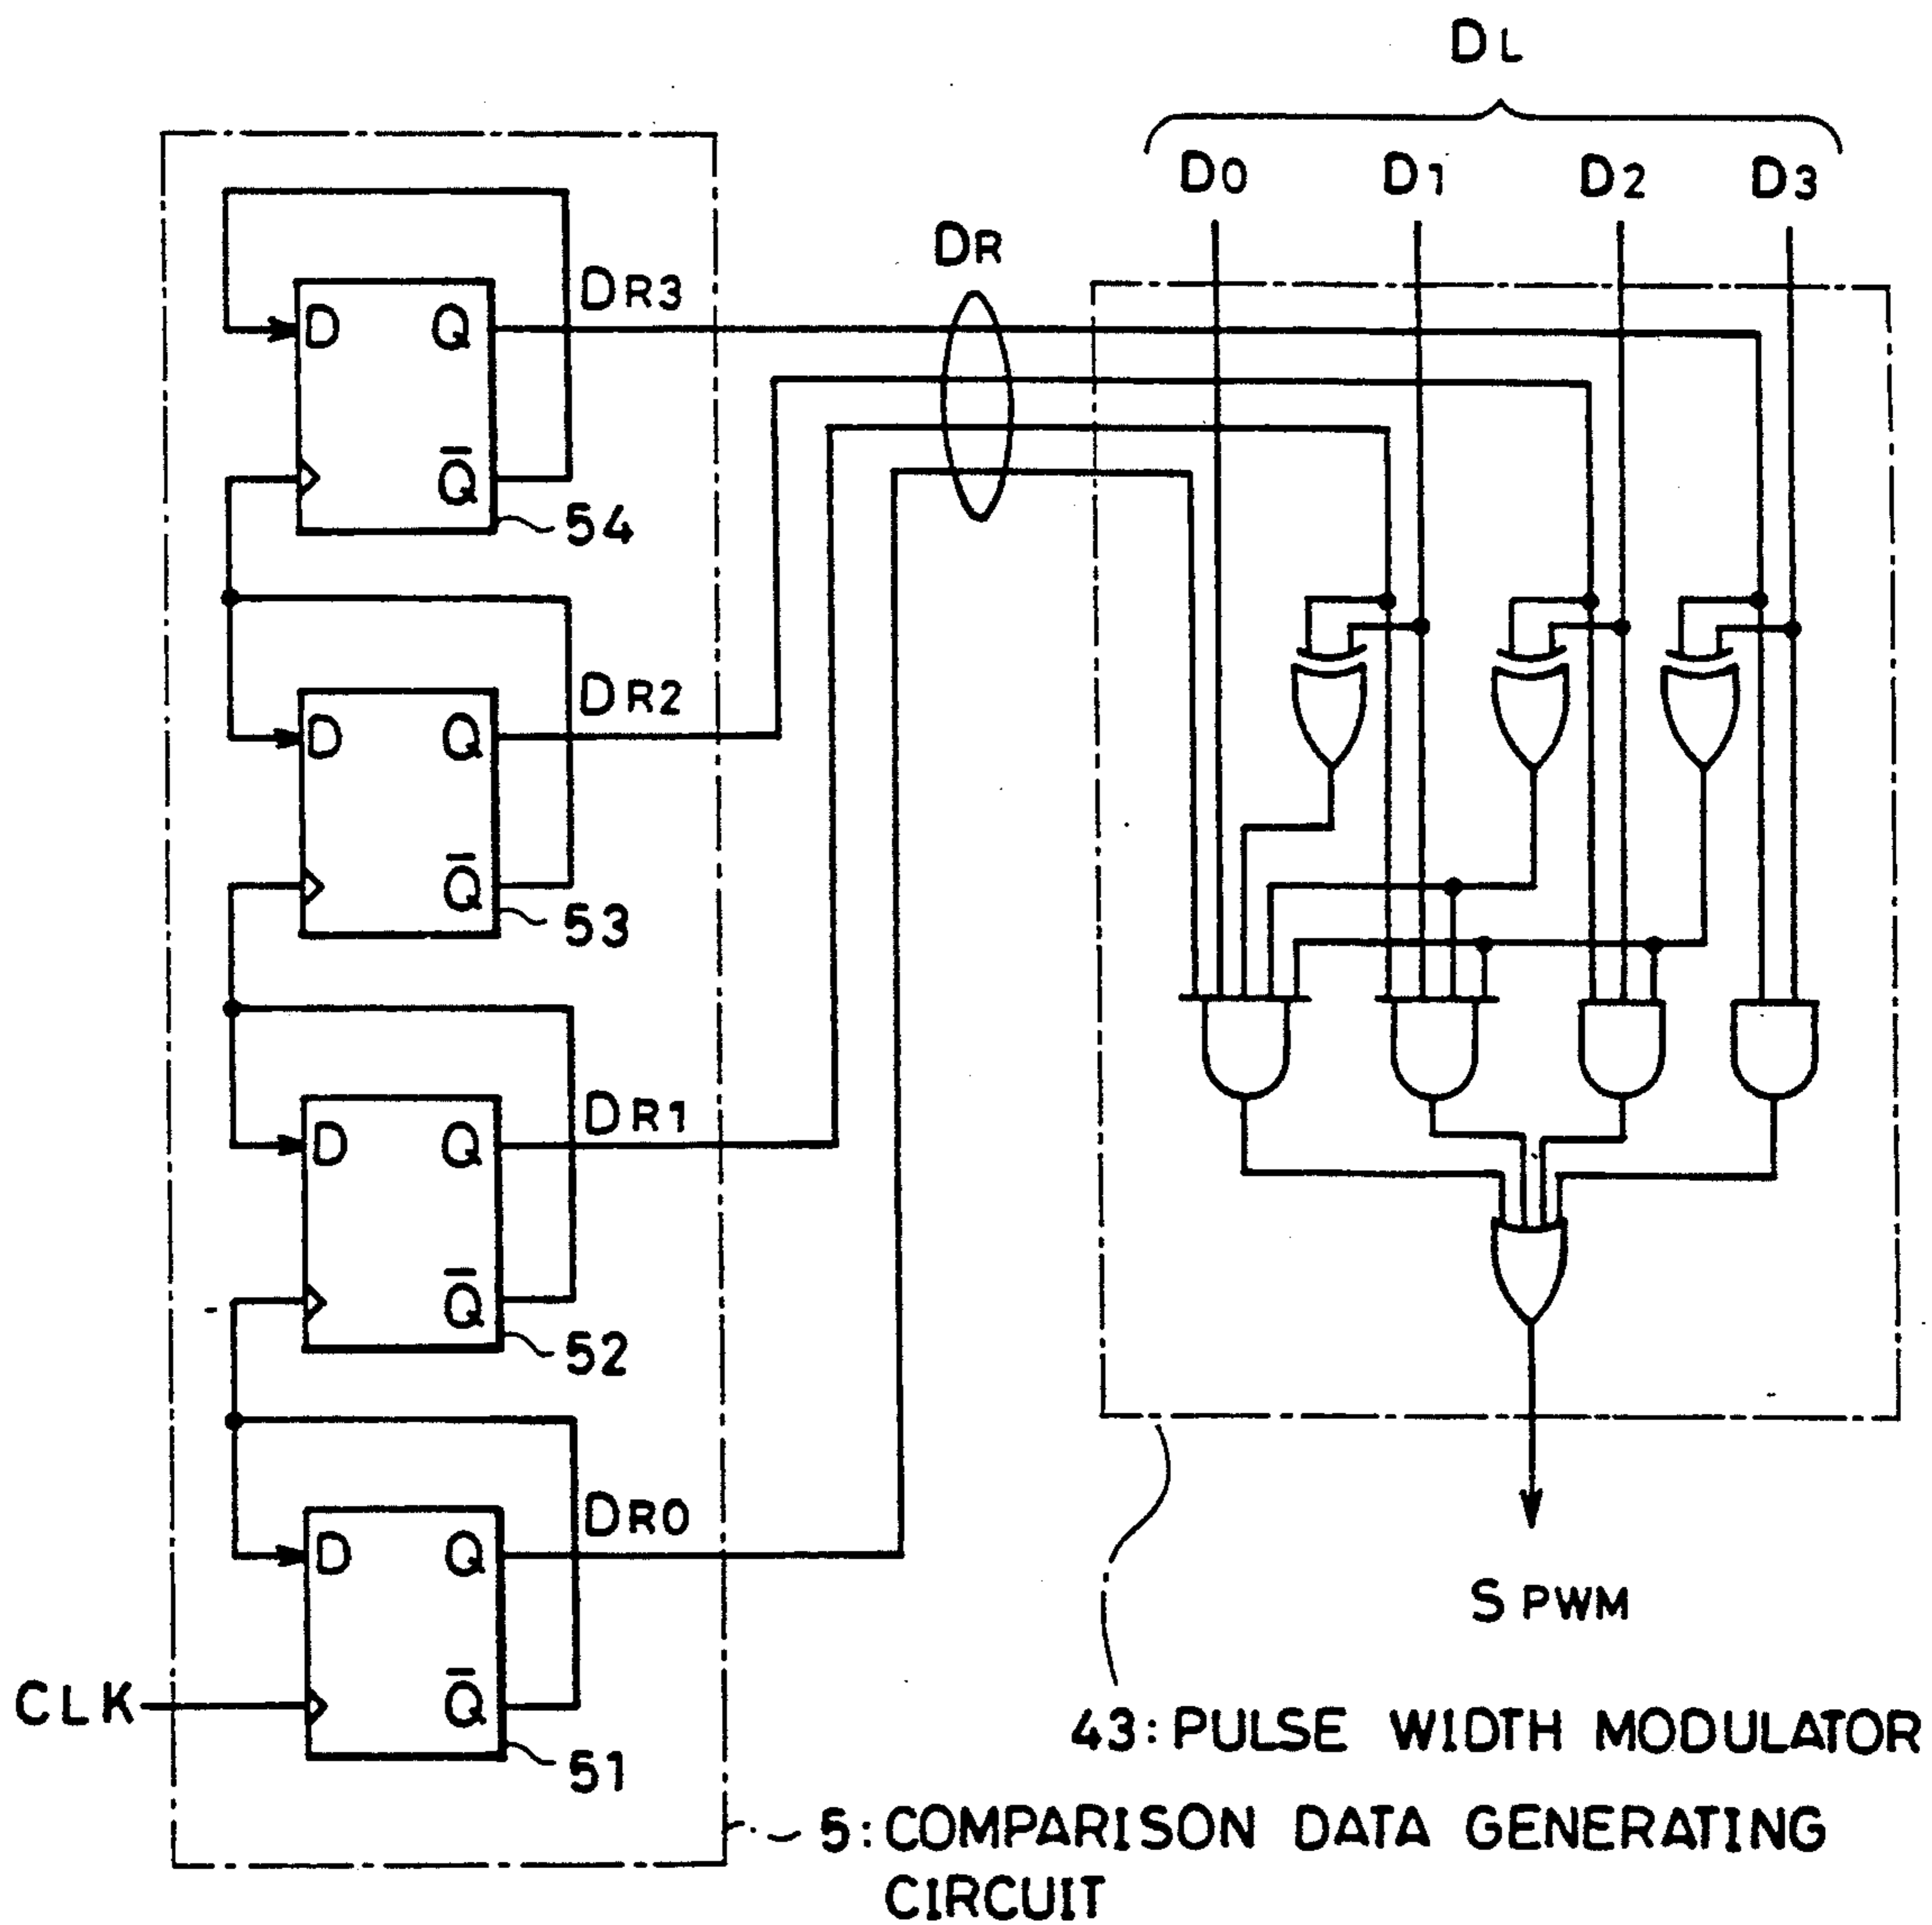 DL
D0 D1 D2 D3
DR
DR3
D Q
Q̅
54
DR2
D Q
Q̅
53
DR1
D Q
Q̅
52
DR0
D Q
Q̅
51
CLK
S PWM
43: PULSE WIDTH MODULATOR
5: COMPARISON DATA GENERATING
CIRCUIT